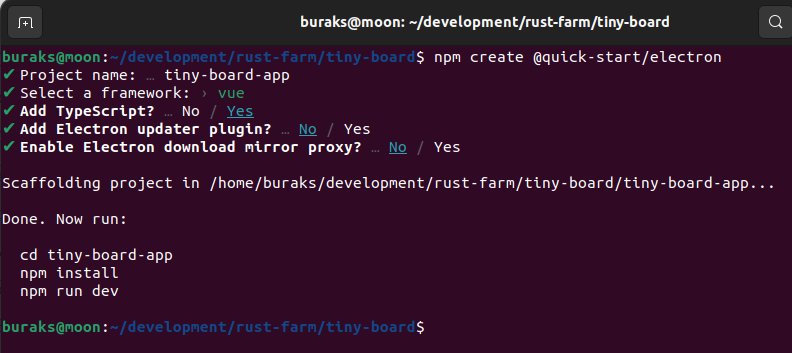 buraks@moon: ~/development/rust-farm/tiny-board
buraks@moon:~/development/rust-farm/tiny-board$ npm create @quick-start/electron
✔ Project name: … tiny-board-app
✔ Select a framework: › vue
✔ Add TypeScript? … No / Yes
✔ Add Electron updater plugin? … No / Yes
✔ Enable Electron download mirror proxy? … No / Yes
Scaffolding project in /home/buraks/development/rust-farm/tiny-board/tiny-board-app...
Done. Now run:
cd tiny-board-app
npm install
npm run dev
buraks@moon:~/development/rust-farm/tiny-board$